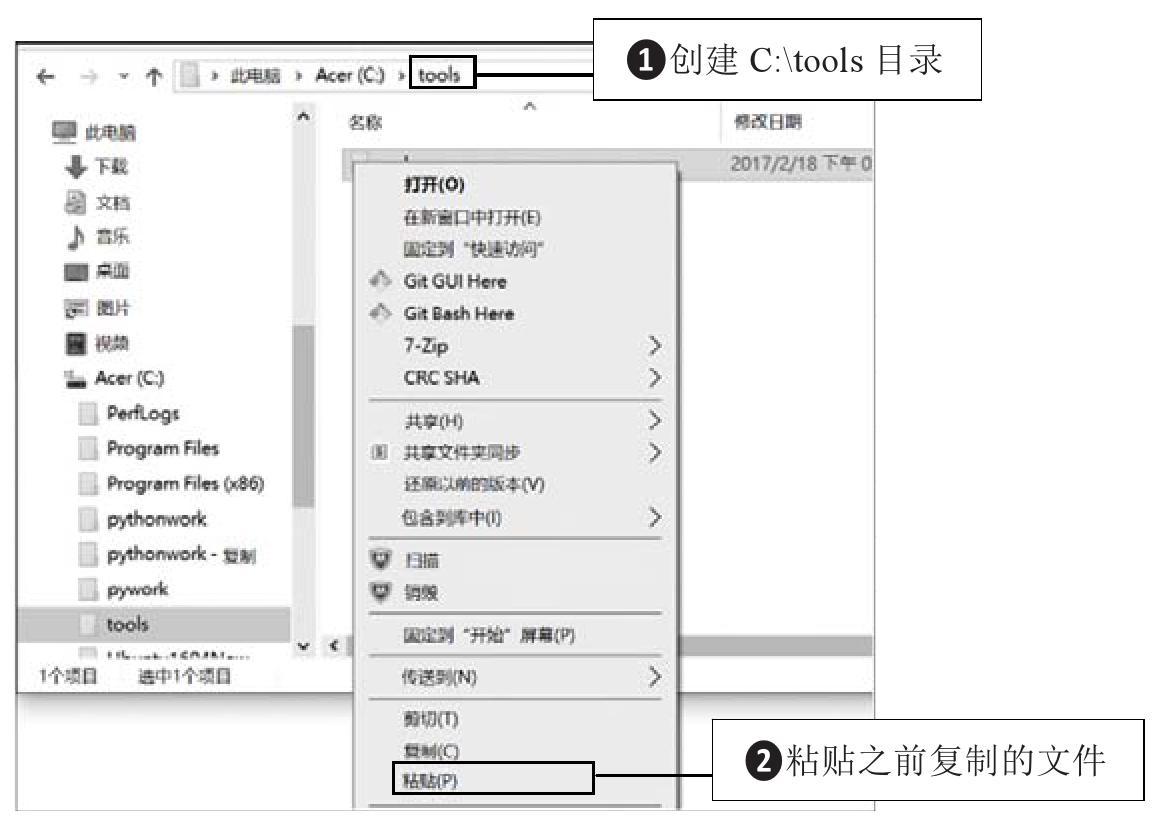 ❶创建 C:\tools 目录
此电脑 › Acer (C:) › tools
名称
修改日期
2017/2/18 下午 0
此电脑
下载
文档
音乐
桌面
图片
视频
Acer (C:)
PerfLogs
Program Files
Program Files (x86)
pythonwork
pythonwork - 复制
pywork
tools
1个项目
选中1个项目
打开(O)
在新窗口中打开(E)
固定到“快速访问”
Git GUI Here
Git Bash Here
7-Zip
CRC SHA
共享(H)
共享文件夹同步
还原以前的版本(V)
包含到库中(I)
扫描
销毁
固定到“开始”屏幕(P)
传送到(N)
剪切(T)
复制(C)
粘贴(P)
❷粘贴之前复制的文件